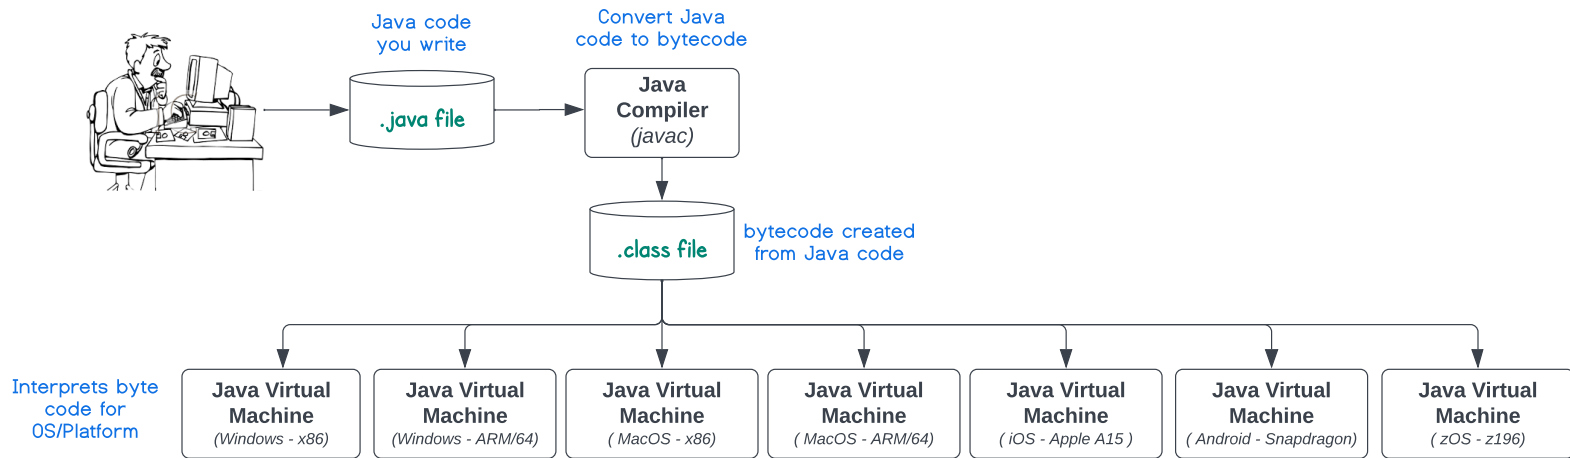 Java code
you write
Convert Java
code to bytecode
.java file
Java
Compiler
(javac)
.class file
bytecode created
from Java code
Interprets byte
code for
OS/Platform
Java Virtual
Machine
(Windows - x86)
Java Virtual
Machine
(Windows - ARM/64)
Java Virtual
Machine
( MacOS - x86)
Java Virtual
Machine
( MacOS - ARM/64)
Java Virtual
Machine
( iOS - Apple A15 )
Java Virtual
Machine
( Android - Snapdragon)
Java Virtual
Machine
( zOS - z196)